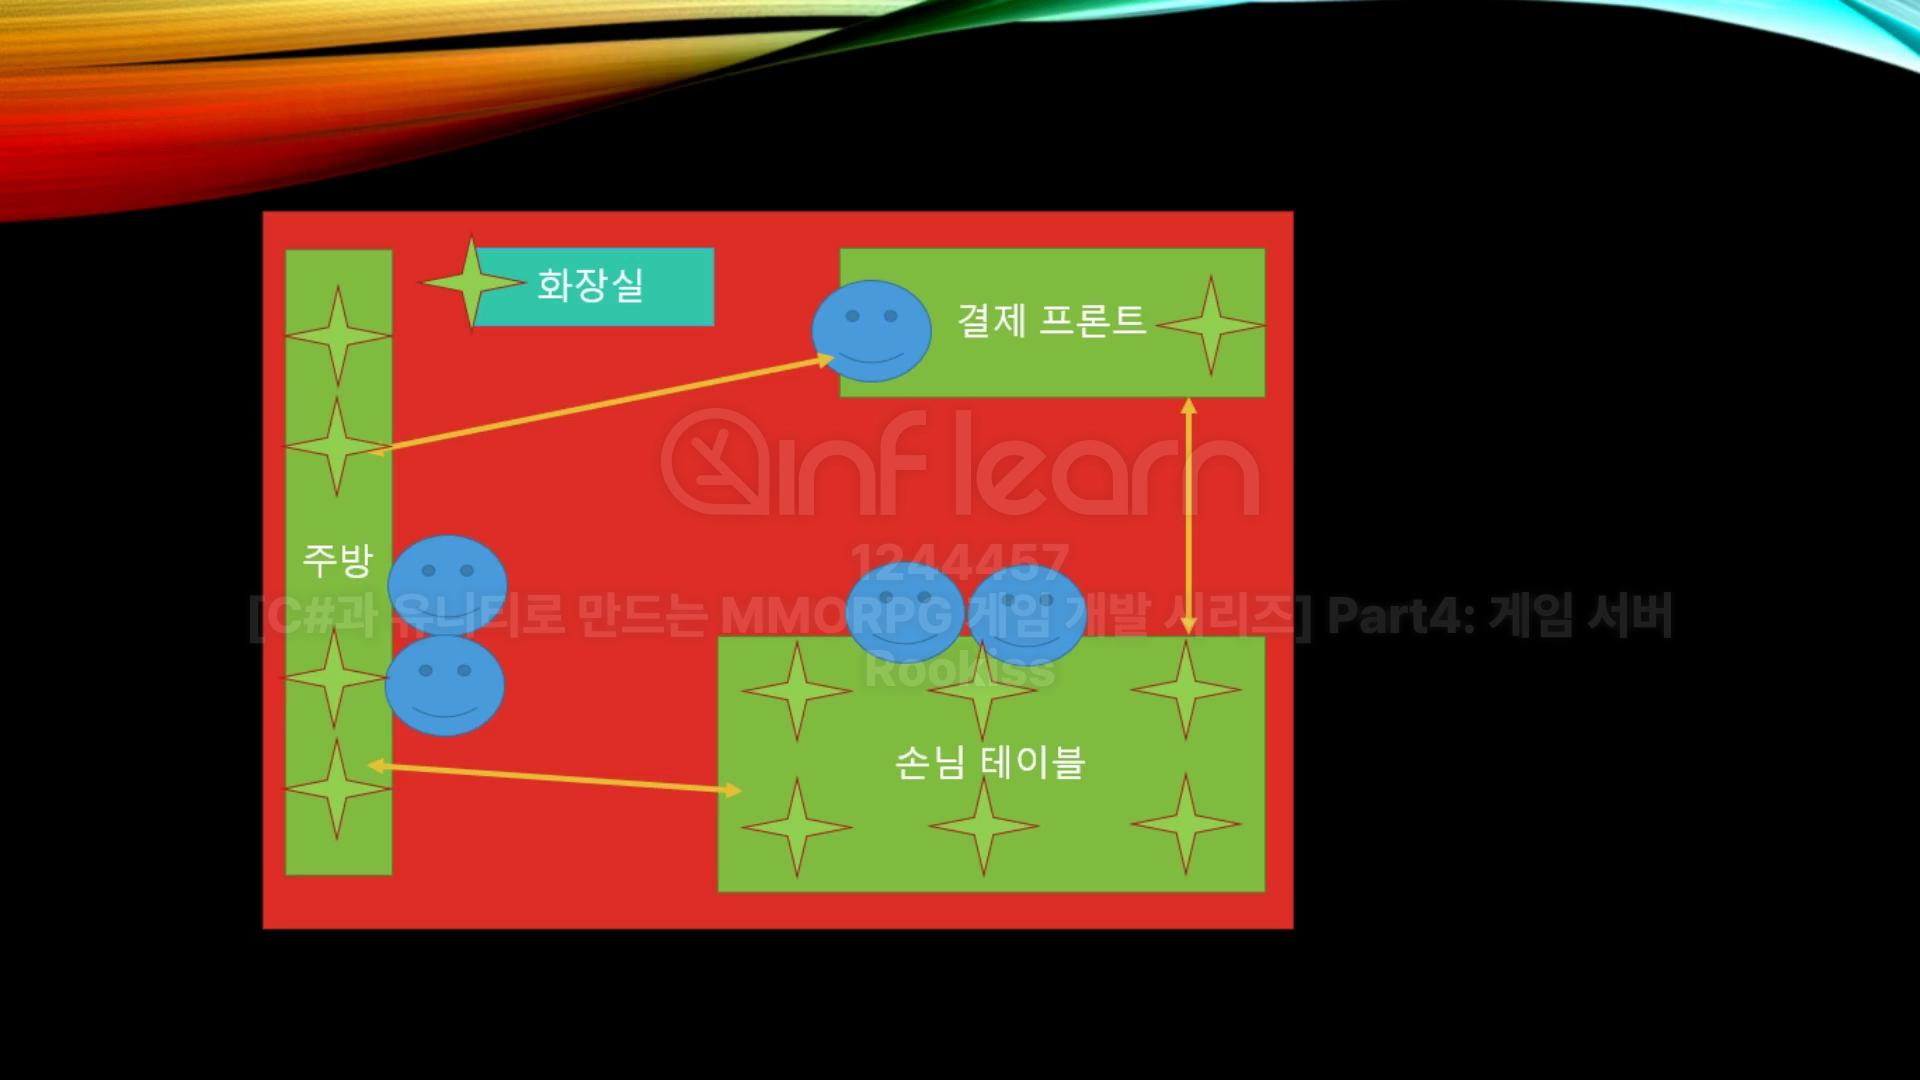 화장실
결제 프론트
inflearn
1244457
주방
[C#과 유니티로 만드는 MMORPG 게임 개발 시리즈] Part4: 게임 서버
Rookiss
손님 테이블